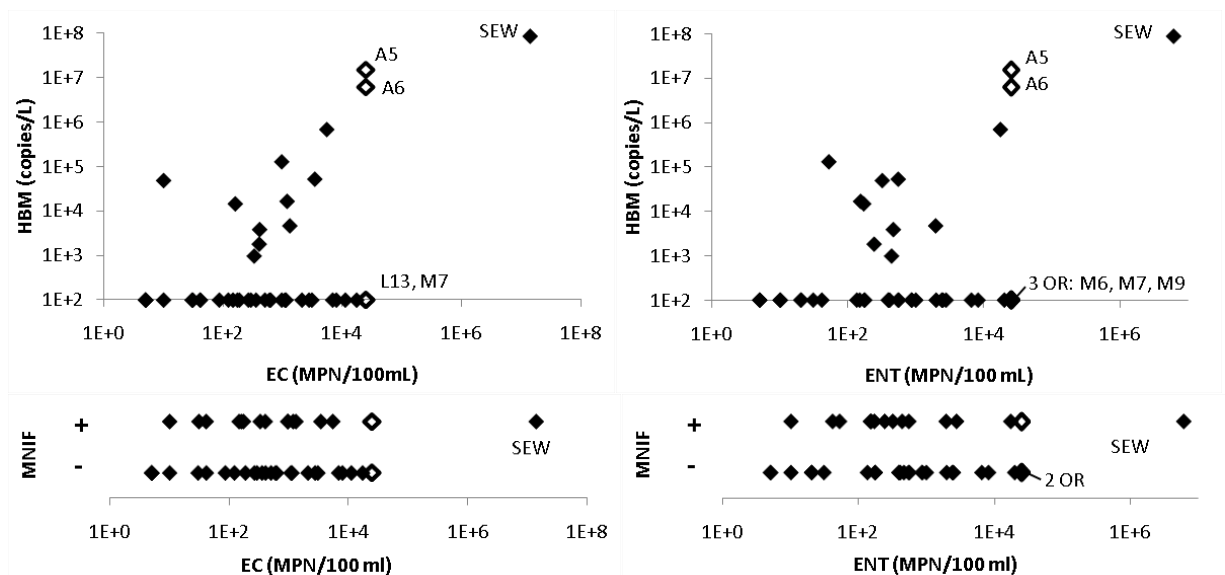 1E+8
1E+7
1E+6
1E+5
1E+4
1E+3
1E+2
HBM (copies/L)
SEW
A5
A6
L13, M7
1E+0 1E+2 1E+4 1E+6 1E+8
EC (MPN/100mL)
1E+8
1E+7
1E+6
1E+5
1E+4
1E+3
1E+2
HBM (copies/L)
SEW
A5
A6
3 OR: M6, M7, M9
1E+0 1E+2 1E+4 1E+6
ENT (MPN/100 mL)
MNIF
+
-
SEW
1E+0 1E+2 1E+4 1E+6 1E+8
EC (MPN/100 ml)
MNIF
+
-
SEW
2 OR
1E+0 1E+2 1E+4 1E+6
ENT (MPN/100 ml)